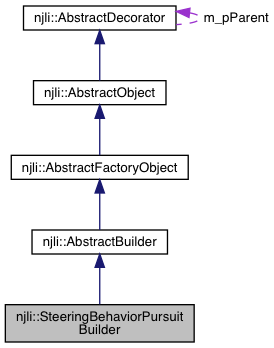 njli::AbstractDecorator
m_pParent
njli::AbstractObject
njli::AbstractFactoryObject
njli::AbstractBuilder
njli::SteeringBehaviorPursuit
Builder